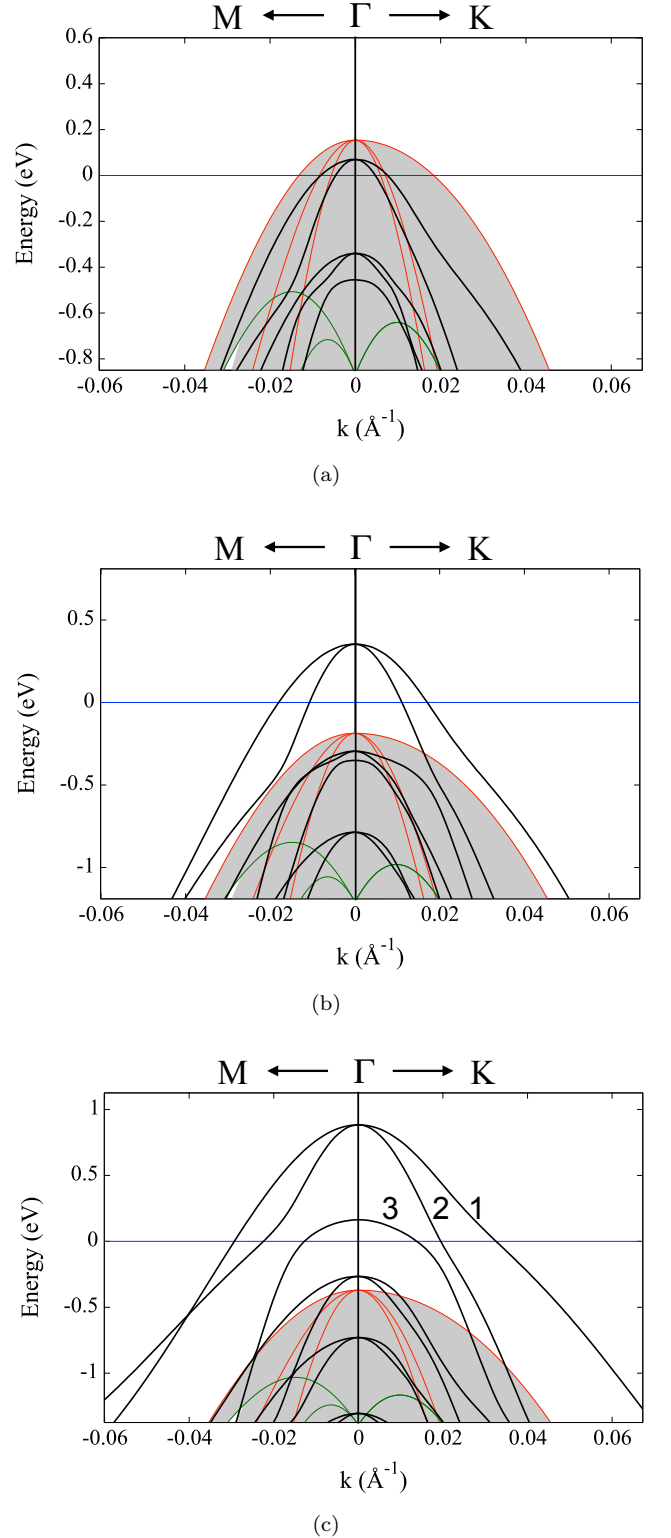 M ← Γ → K
0.6
0.4
0.2
0
-0.2
-0.4
-0.6
-0.8
Energy (eV)
-0.06 -0.04 -0.02 0 0.02 0.04 0.06
k (Å⁻¹)
(a)
M ← Γ → K
0.5
0
-0.5
-1
Energy (eV)
-0.06 -0.04 -0.02 0 0.02 0.04 0.06
k (Å⁻¹)
(b)
M ← Γ → K
1
0.5
0
-0.5
-1
Energy (eV)
3 2 1
-0.06 -0.04 -0.02 0 0.02 0.04 0.06
k (Å⁻¹)
(c)